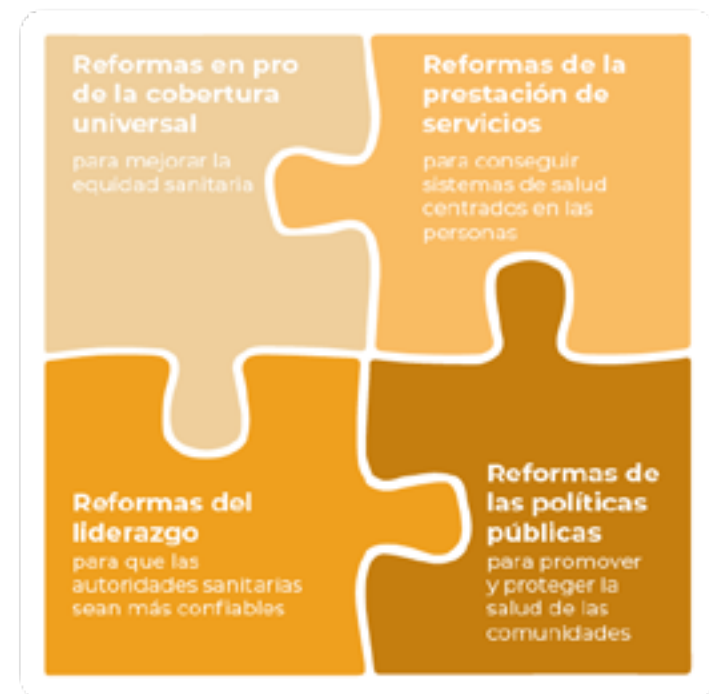 Reformas en pro
de la cobertura
universal
para mejorar la
equidad sanitaria
Reformas de la
prestación de
servicios
para conseguir
sistemas de salud
centrados en las
personas
Reformas del
liderazgo
para que las
autoridades sanitarias
sean más confiables
Reformas de
las políticas
públicas
para promover
y proteger la
salud de las
comunidades